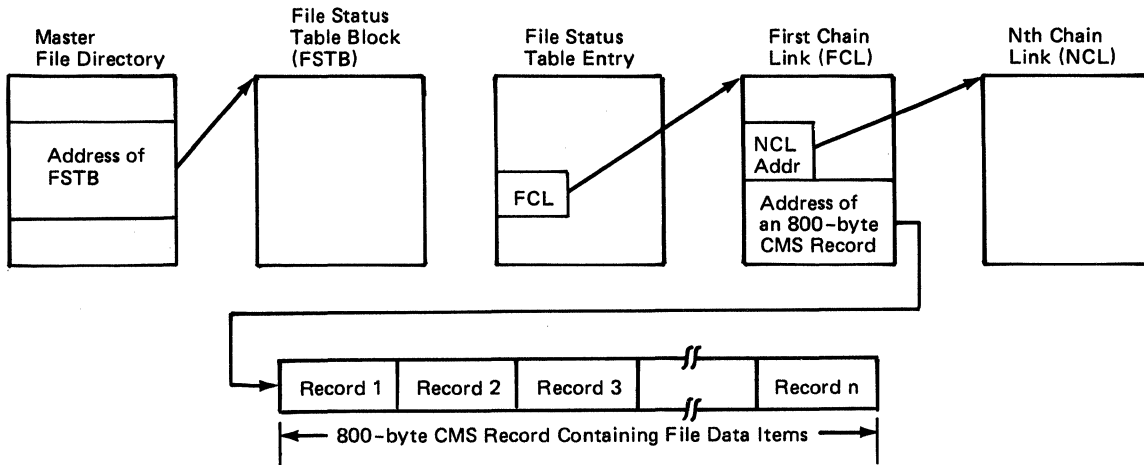 Master
File Directory
File Status
Table Block
(FSTB)
File Status
Table Entry
First Chain
Link (FCL)
Nth Chain
Link (NCL)
Address of
FSTB
FCL
NCL
Addr
Address of
an 800-byte
CMS Record
Record 1
Record 2
Record 3
Record n
800-byte CMS Record Containing File Data Items